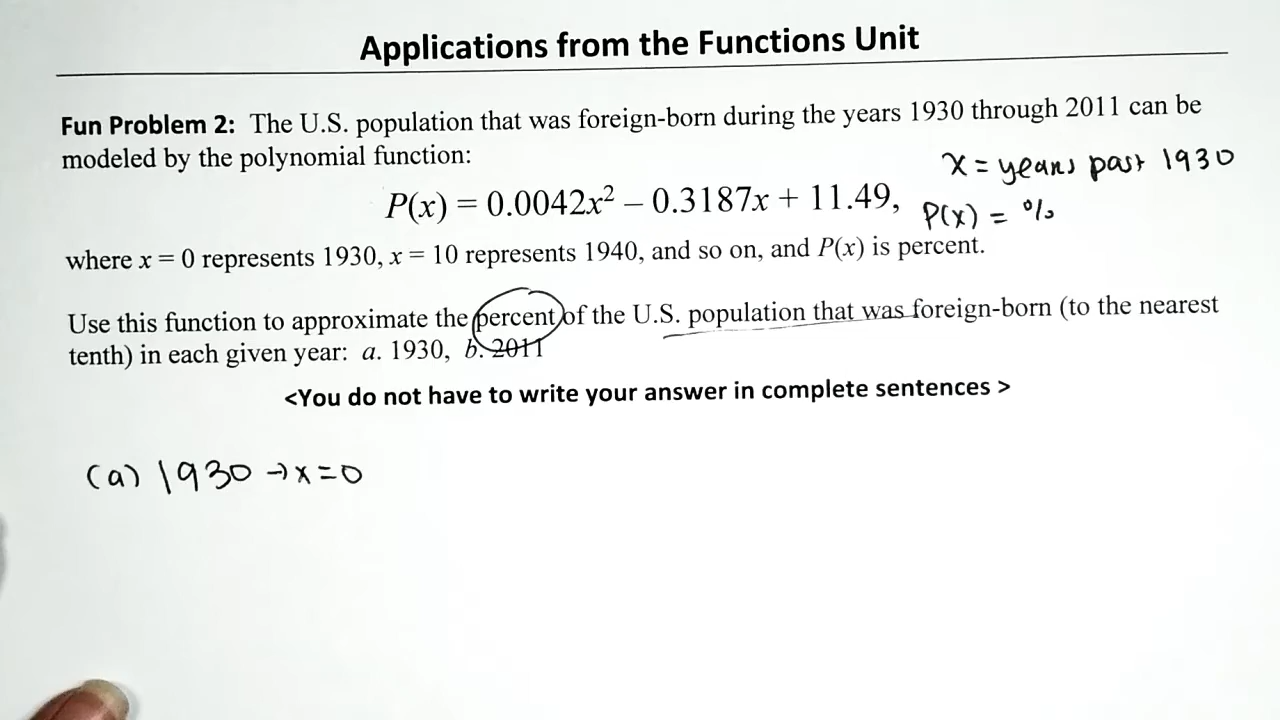 Applications from the Functions Unit
Fun Problem 2: The U.S. population that was foreign-born during the years 1930 through 2011 can be
modeled by the polynomial function:
x = years past 1930
P(x) = 0.0042x² – 0.3187x + 11.49,
P(x) = %
where x = 0 represents 1930, x = 10 represents 1940, and so on, and P(x) is percent.
Use this function to approximate the percent of the U.S. population that was foreign-born (to the nearest
tenth) in each given year: a. 1930, b. 2011
<You do not have to write your answer in complete sentences >
(a) 1930 → x = 0